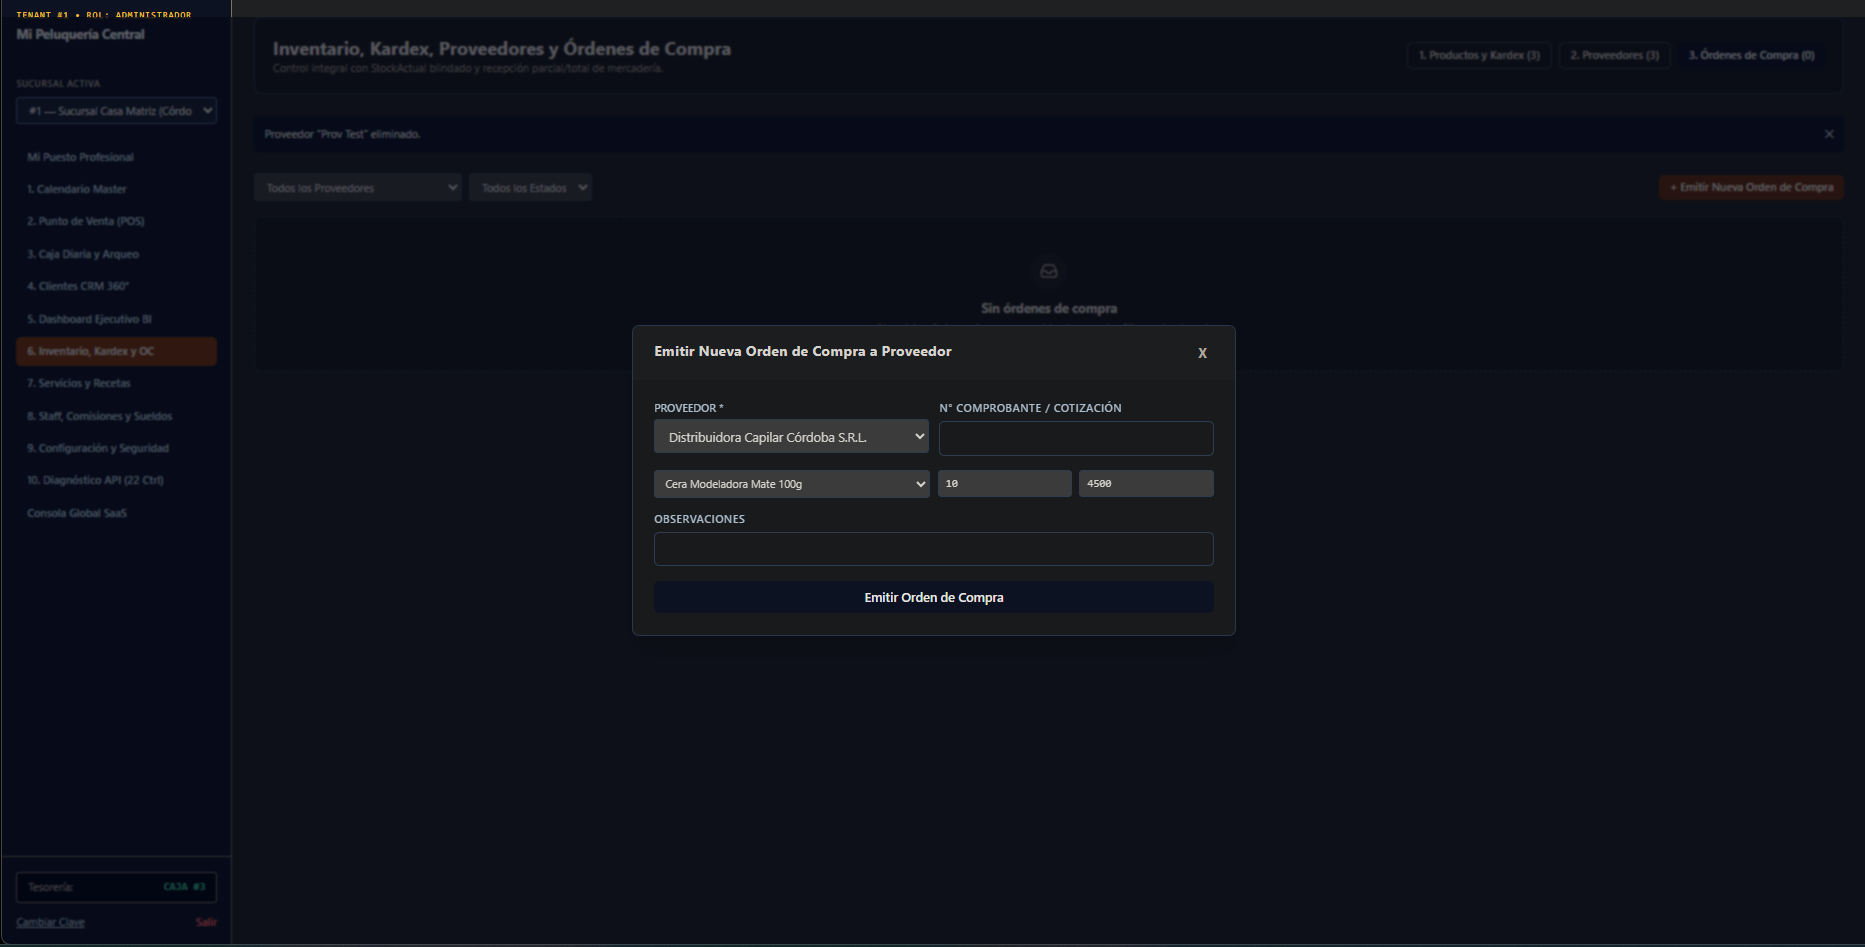 TENANT #1 • ROL: ADMINISTRADOR
Mi Peluquería Central
SUCURSAL ACTIVA
#1 — Sucursal Casa Matriz (Córdo
Mi Puesto Profesional
1. Calendario Master
2. Punto de Venta (POS)
3. Caja Diaria y Arqueo
4. Clientes CRM 360°
5. Dashboard Ejecutivo BI
6. Inventario, Kardex y OC
7. Servicios y Recetas
8. Staff, Comisiones y Sueldos
9. Configuración y Seguridad
10. Diagnóstico API (22 Ctrl)
Consola Global SaaS
Tesorería: CAJA #3
Cambiar Clave Salir
Inventario, Kardex, Proveedores y Órdenes de Compra
Control integral con StockActual blindado y recepción parcial/total de mercadería.
1. Productos y Kardex (3) 2. Proveedores (3) 3. Órdenes de Compra (0)
Proveedor "Prov Test" eliminado. ×
Todos los Proveedores Todos los Estados + Emitir Nueva Orden de Compra
Sin órdenes de compra
Emitir Nueva Orden de Compra a Proveedor X
PROVEEDOR * N° COMPROBANTE / COTIZACIÓN
Distribuidora Capilar Córdoba S.R.L.
Cera Modeladora Mate 100g 10 4500
OBSERVACIONES
Emitir Orden de Compra